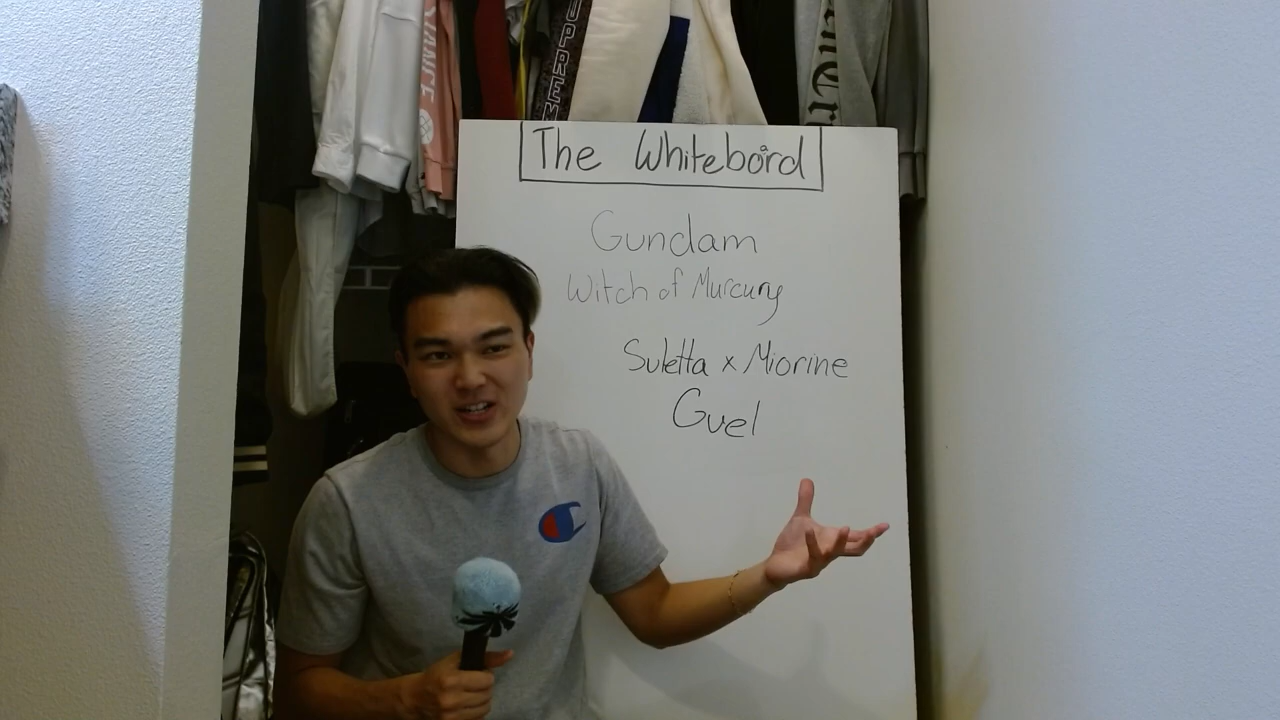 The Whitebord
Gundam
Witch of Murcury
Suletta x Miorine
Guel